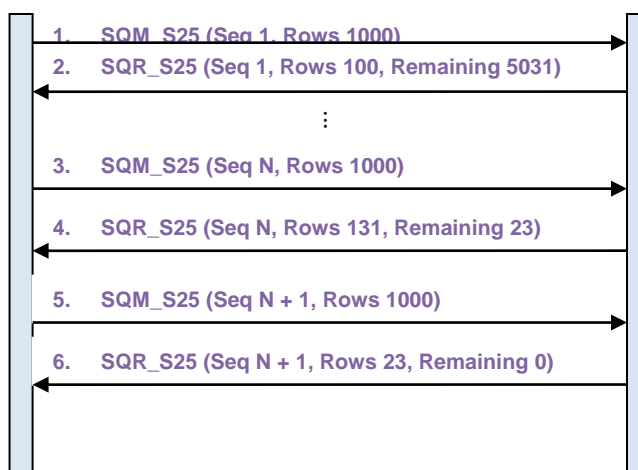 1. SQM_S25 (Seq 1, Rows 1000)
2. SQR_S25 (Seq 1, Rows 100, Remaining 5031)
⋮
3. SQM_S25 (Seq N, Rows 1000)
4. SQR_S25 (Seq N, Rows 131, Remaining 23)
5. SQM_S25 (Seq N + 1, Rows 1000)
6. SQR_S25 (Seq N + 1, Rows 23, Remaining 0)